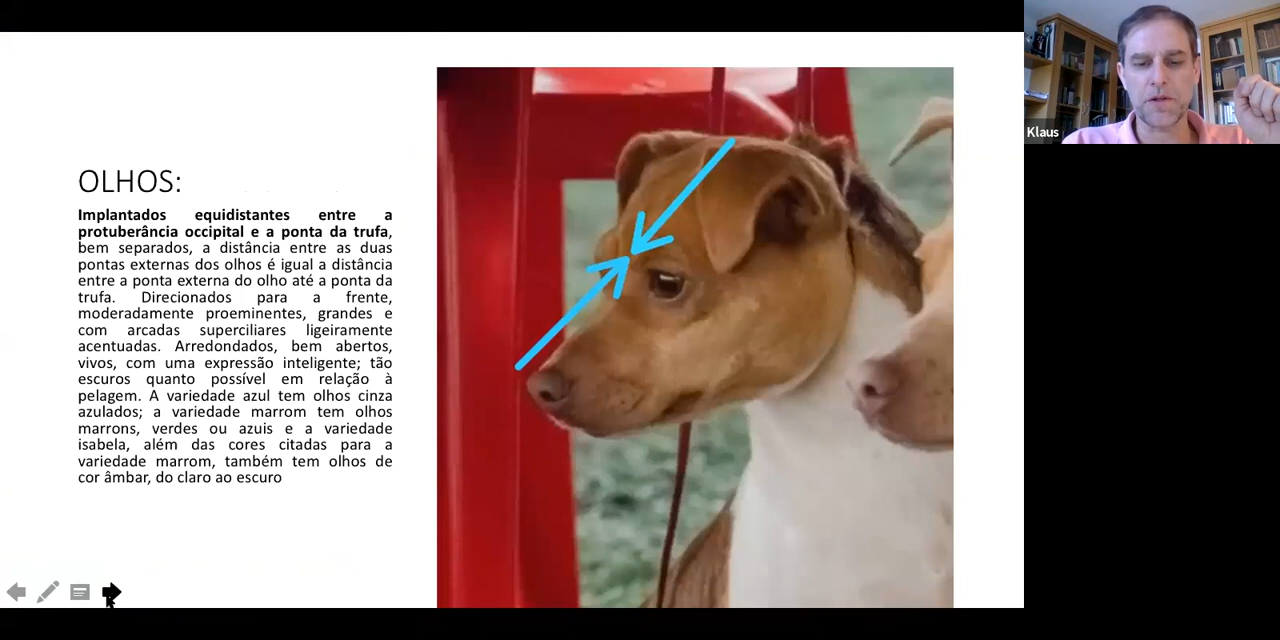 OLHOS:
Implantados equidistantes entre a
protuberância occipital e a ponta da trufa,
bem separados, a distância entre as duas
pontas externas dos olhos é igual a distância
entre a ponta externa do olho até a ponta da
trufa. Direcionados para a frente,
moderadamente proeminentes, grandes e
com arcadas superciliares ligeiramente
acentuadas. Arredondados, bem abertos,
vivos, com uma expressão inteligente; tão
escuros quanto possível em relação à
pelagem. A variedade azul tem olhos cinza
azulados; a variedade marrom tem olhos
marrons, verdes ou azuis e a variedade
isabela, além das cores citadas para a
variedade marrom, também tem olhos de
cor âmbar, do claro ao escuro
Klaus